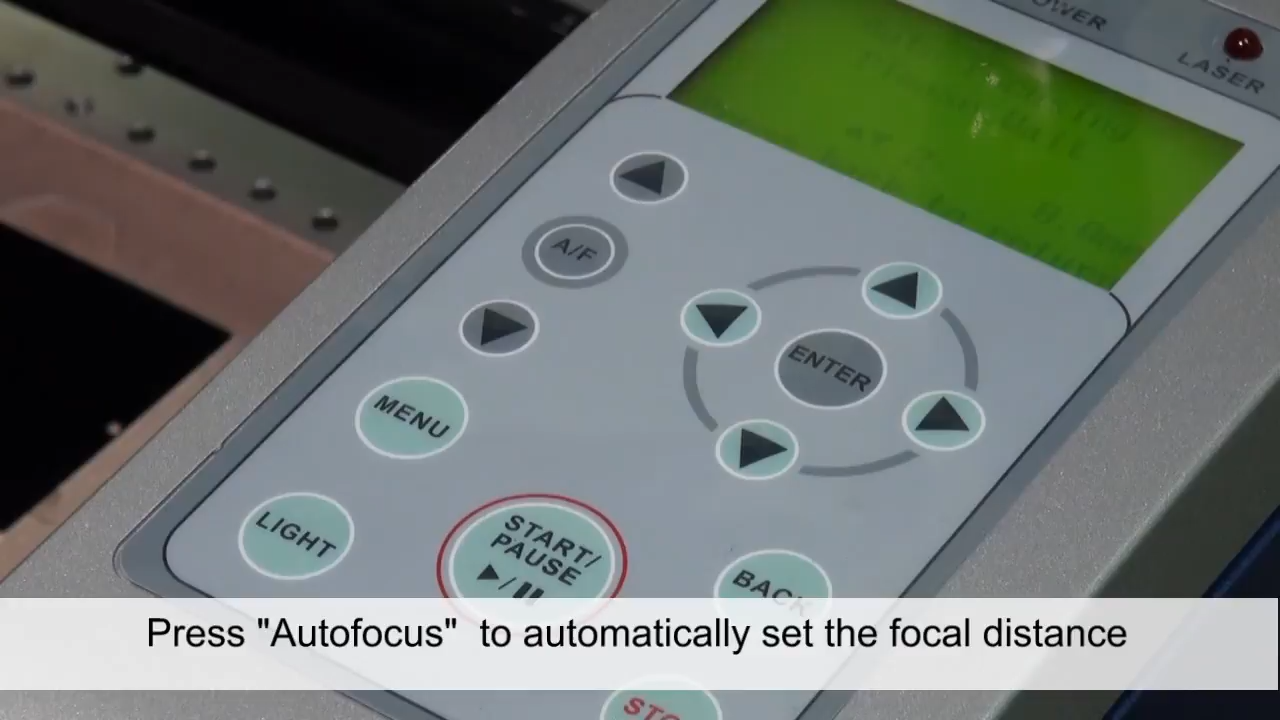 POWER
LASER
A/F
ENTER
MENU
LIGHT
START/
PAUSE
BACK
Press "Autofocus" to automatically set the focal distance